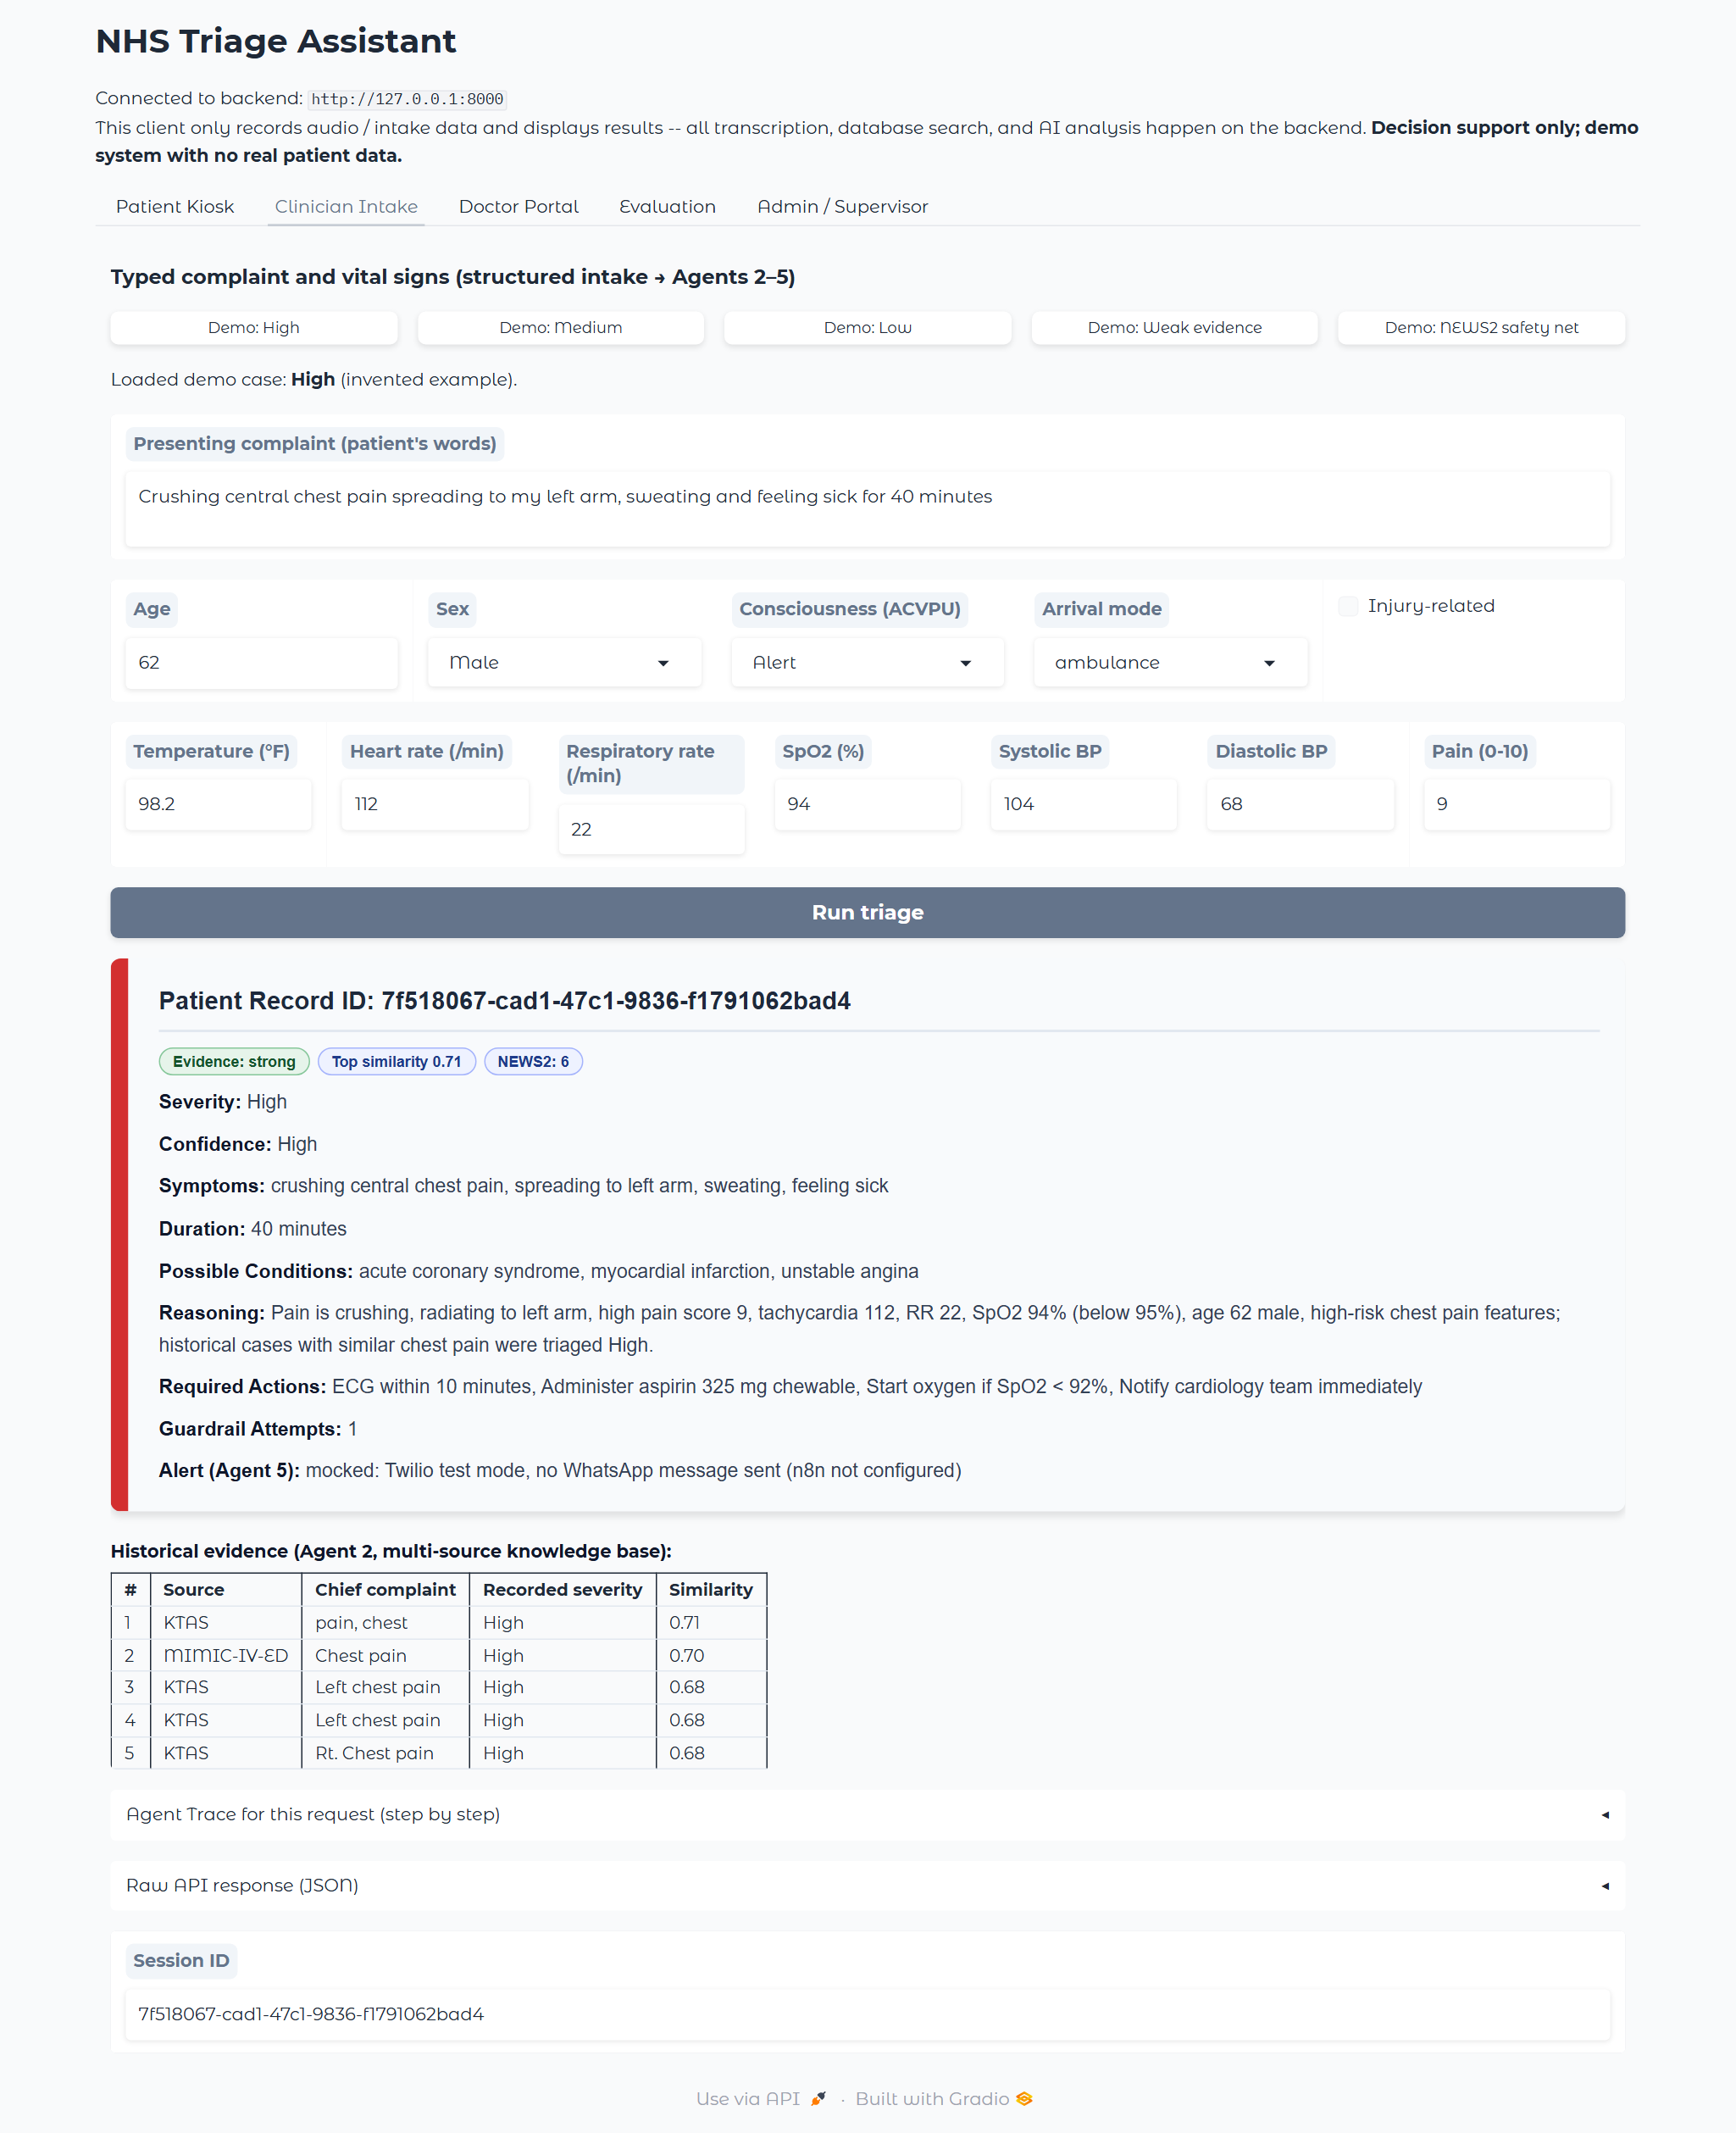 NHS Triage Assistant
Connected to backend: http://127.0.0.1:8000
This client only records audio / intake data and displays results -- all transcription, database search, and AI analysis happen on the backend. Decision support only; demo
system with no real patient data.
Patient Kiosk Clinician Intake Doctor Portal Evaluation Admin / Supervisor
Typed complaint and vital signs (structured intake → Agents 2–5)
Demo: High Demo: Medium Demo: Low Demo: Weak evidence Demo: NEWS2 safety net
Loaded demo case: High (invented example).
Presenting complaint (patient's words)
Crushing central chest pain spreading to my left arm, sweating and feeling sick for 40 minutes
Age Sex Consciousness (ACVPU) Arrival mode Injury-related
62 Male Alert ambulance
Temperature (°F) Heart rate (/min) Respiratory rate (/min) SpO2 (%) Systolic BP Diastolic BP Pain (0-10)
98.2 112 22 94 104 68 9
Run triage
Patient Record ID: 7f518067-cad1-47c1-9836-f1791062bad4
Evidence: strong Top similarity 0.71 NEWS2: 6
Severity: High
Confidence: High
Symptoms: crushing central chest pain, spreading to left arm, sweating, feeling sick
Duration: 40 minutes
Possible Conditions: acute coronary syndrome, myocardial infarction, unstable angina
Reasoning: Pain is crushing, radiating to left arm, high pain score 9, tachycardia 112, RR 22, SpO2 94% (below 95%), age 62 male, high-risk chest pain features;
historical cases with similar chest pain were triaged High.
Required Actions: ECG within 10 minutes, Administer aspirin 325 mg chewable, Start oxygen if SpO2 < 92%, Notify cardiology team immediately
Guardrail Attempts: 1
Alert (Agent 5): mocked: Twilio test mode, no WhatsApp message sent (n8n not configured)
Historical evidence (Agent 2, multi-source knowledge base):
# Source Chief complaint Recorded severity Similarity
1 KTAS pain, chest High 0.71
2 MIMIC-IV-ED Chest pain High 0.70
3 KTAS Left chest pain High 0.68
4 KTAS Left chest pain High 0.68
5 KTAS Rt. Chest pain High 0.68
Agent Trace for this request (step by step)
Raw API response (JSON)
Session ID
7f518067-cad1-47c1-9836-f1791062bad4
Use via API · Built with Gradio